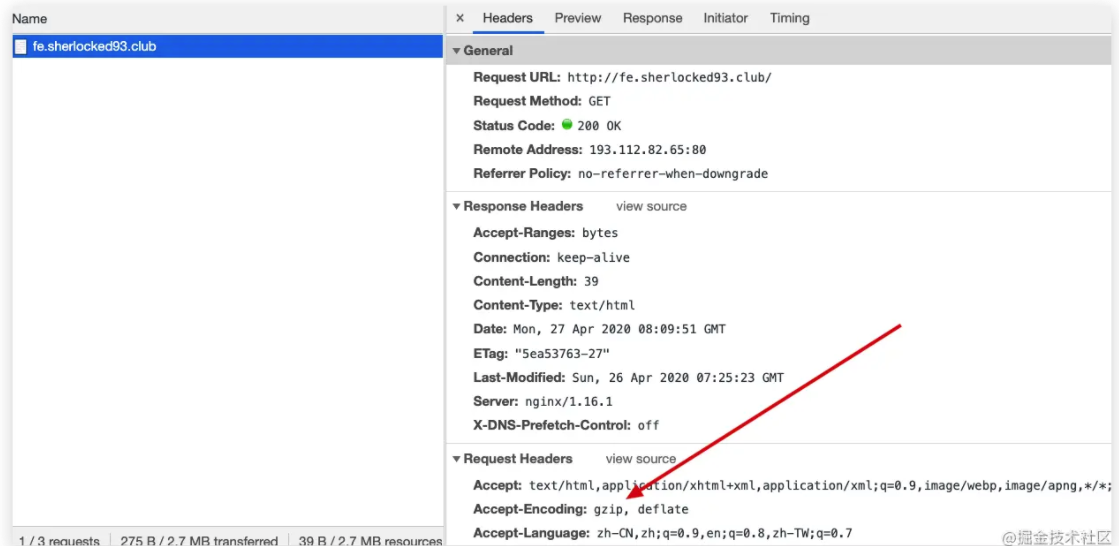 Name
× Headers Preview Response Initiator Timing
fe.sherlocked93.club
▼ General
Request URL: http://fe.sherlocked93.club/
Request Method: GET
Status Code: 200 OK
Remote Address: 193.112.82.65:80
Referrer Policy: no-referrer-when-downgrade
▼ Response Headers view source
Accept-Ranges: bytes
Connection: keep-alive
Content-Length: 39
Content-Type: text/html
Date: Mon, 27 Apr 2020 08:09:51 GMT
ETag: "5ea53763-27"
Last-Modified: Sun, 26 Apr 2020 07:25:23 GMT
Server: nginx/1.16.1
X-DNS-Prefetch-Control: off
▼ Request Headers view source
Accept: text/html,application/xhtml+xml,application/xml;q=0.9,image/webp,image/apng,*/*;
Accept-Encoding: gzip, deflate
Accept-Language: zh-CN,zh;q=0.9,en;q=0.8,zh-TW;q=0.7
1 / 3 requests 275 B / 2.7 MB transferred 39 B / 2.7 MB resources
@掘金技术社区